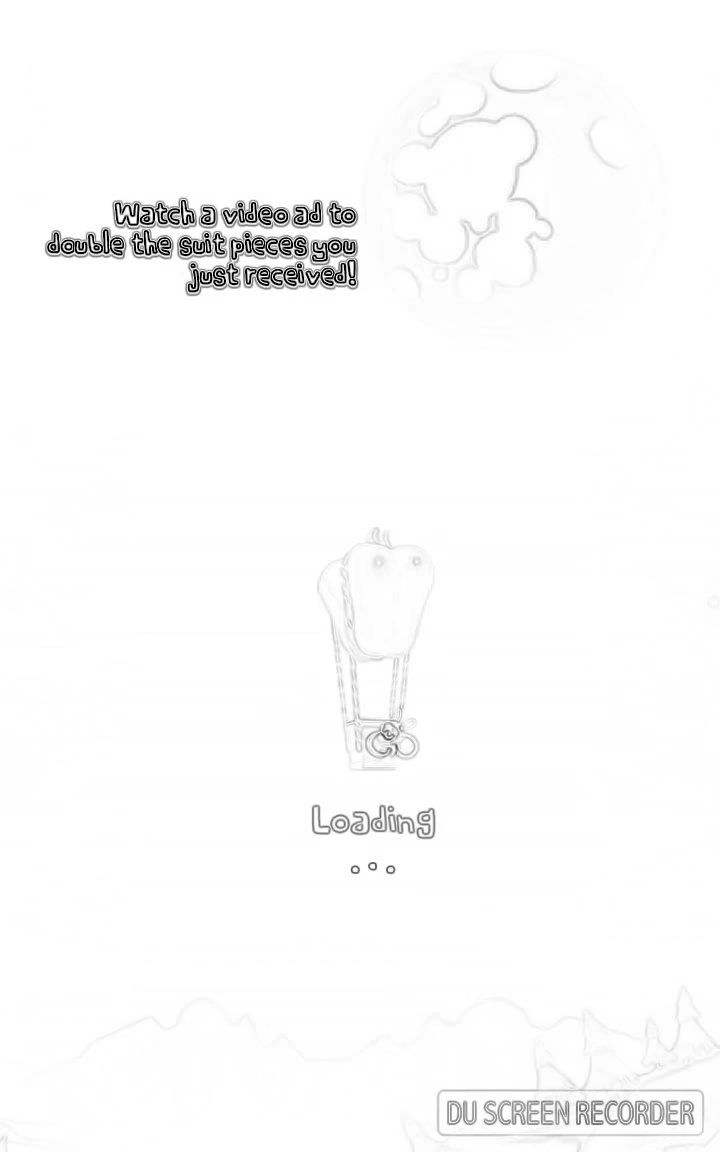 Watch a video ad to
double the suit pieces you
just received!
Loading
...
DU SCREEN RECORDER